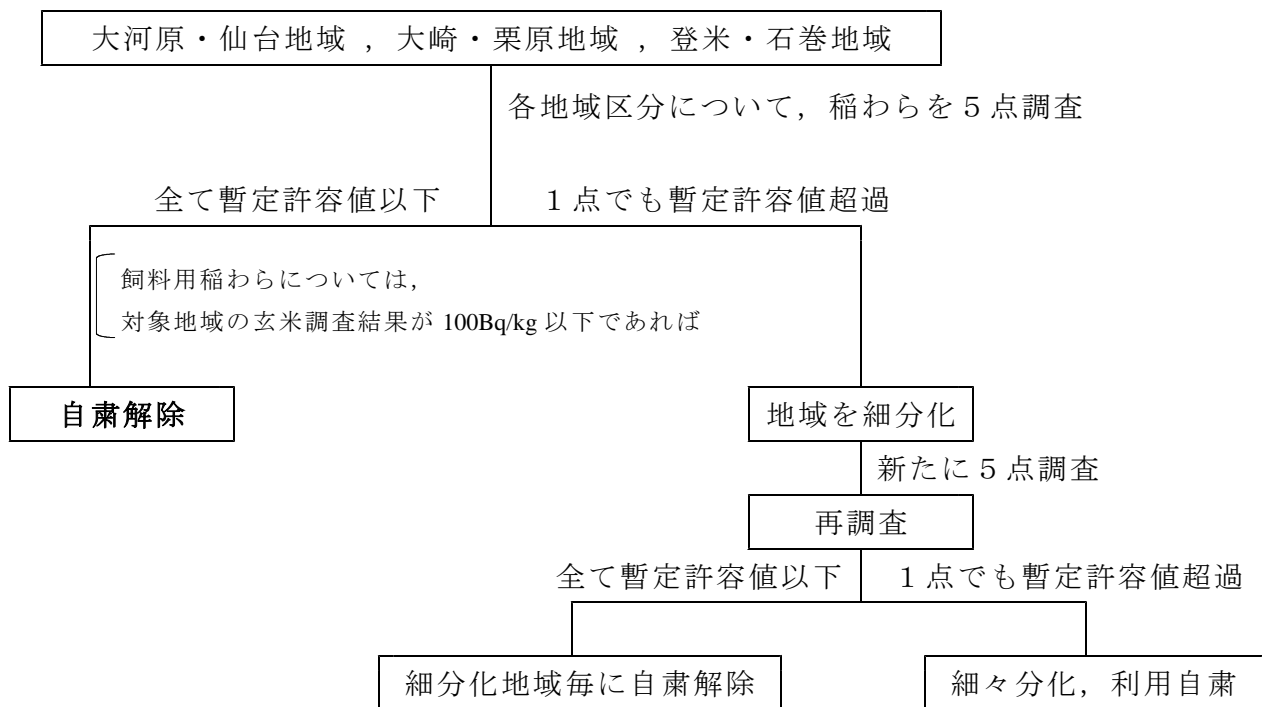 大河原・仙台地域 ，大崎・栗原地域 ，登米・石巻地域
各地域区分について，稲わらを５点調査
全て暫定許容値以下
１点でも暫定許容値超過
飼料用稲わらについては，
対象地域の玄米調査結果が 100Bq/kg 以下であれば
自粛解除
地域を細分化
新たに５点調査
再調査
全て暫定許容値以下
１点でも暫定許容値超過
細分化地域毎に自粛解除
細々分化，利用自粛